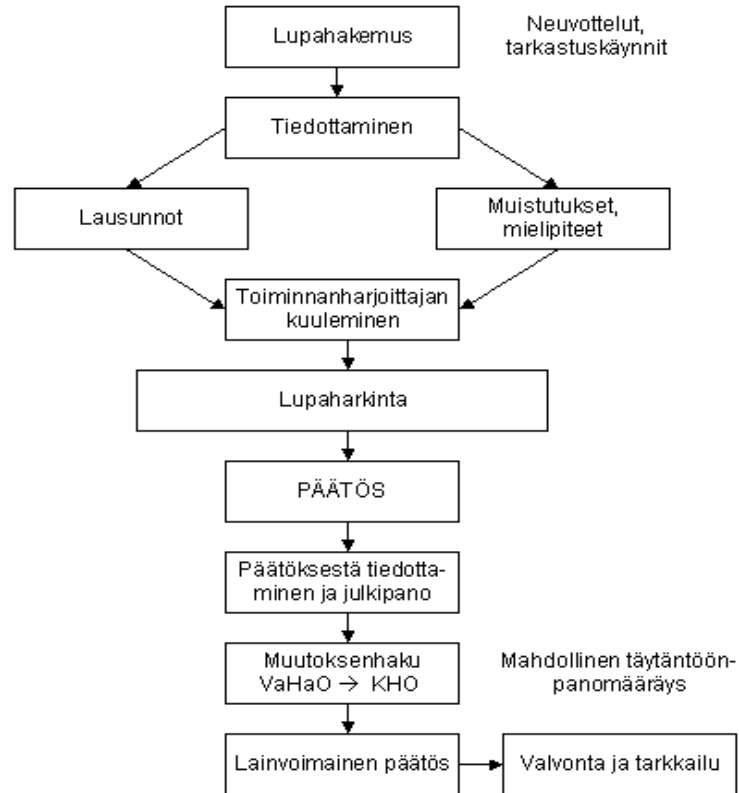 Lupahakemus
Neuvottelut,
tarkastuskäynnit
Tiedottaminen
Lausunnot
Muistutukset,
mielipiteet
Toiminnanharjoittajan
kuuleminen
Lupaharkinta
PÄÄTÖS
Päätöksestä tiedotta-
minen ja julkipano
Muutoksenhaku
VaHaO → KHO
Mahdollinen täytäntöön-
panomääräys
Lainvoimainen päätös
Valvonta ja tarkkailu